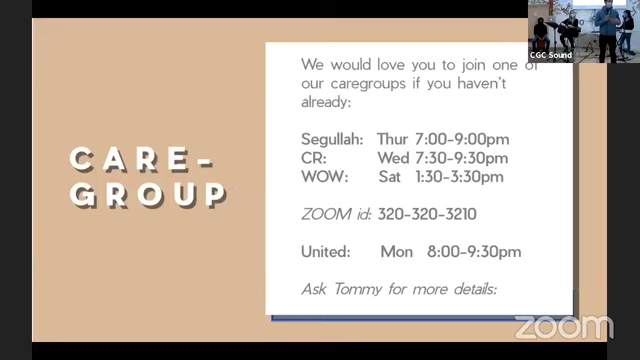 CARE-
GROUP
We would love you to join one of
our caregroups if you haven't
already:
Segullah: Thur 7:00-9:00pm
CR: Wed 7:30-9:30pm
WOW: Sat 1:30-3:30pm
ZOOM id: 320-320-3210
United: Mon 8:00-9:30pm
Ask Tommy for more details:
CGC Sound
zoom